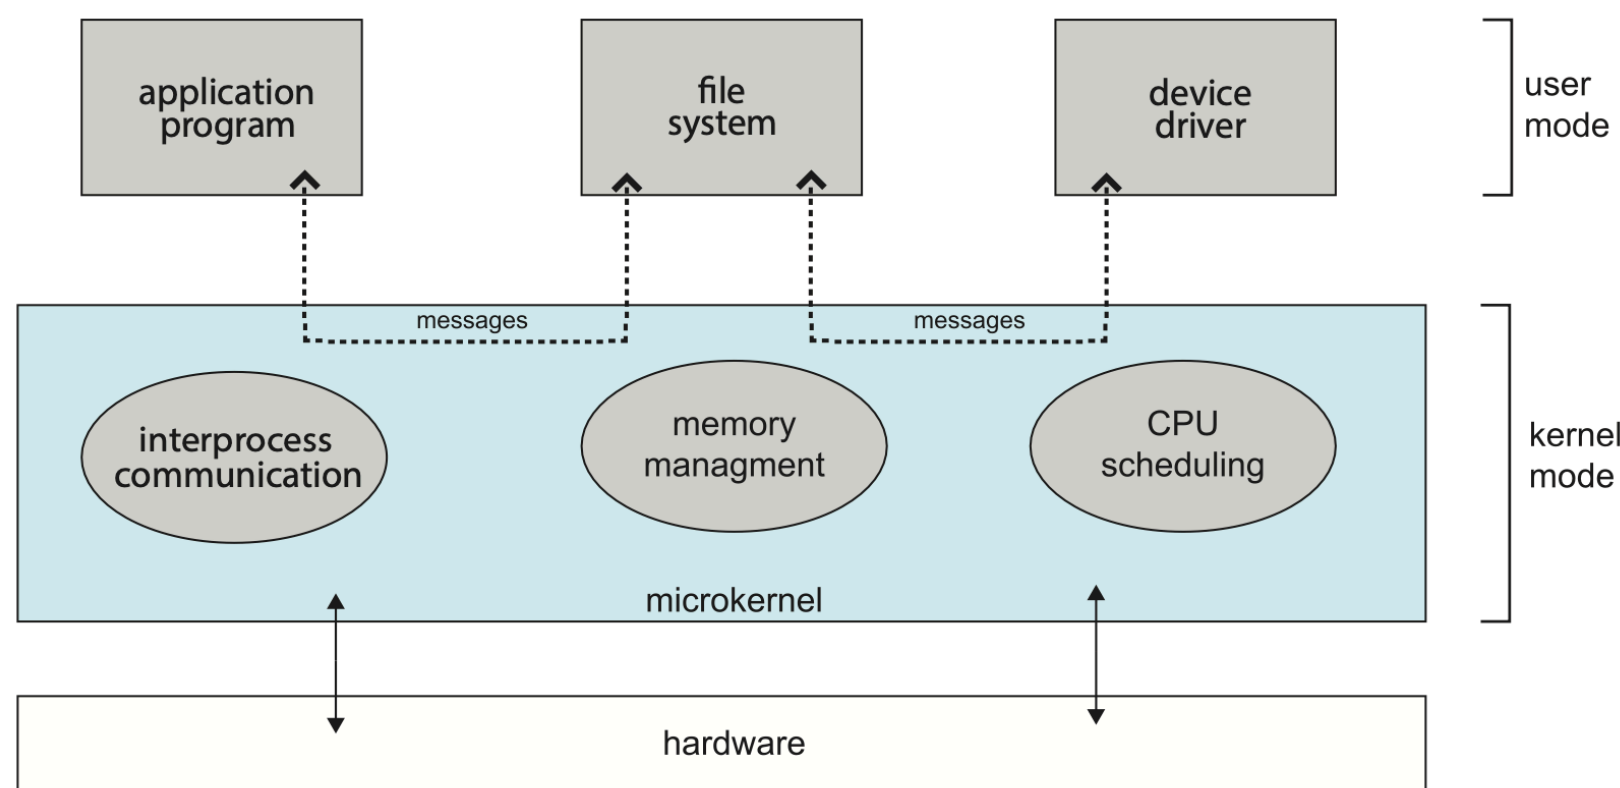 application
program
file
system
device
driver
user
mode
messages
messages
interprocess
communication
memory
managment
CPU
scheduling
kernel
mode
microkernel
hardware